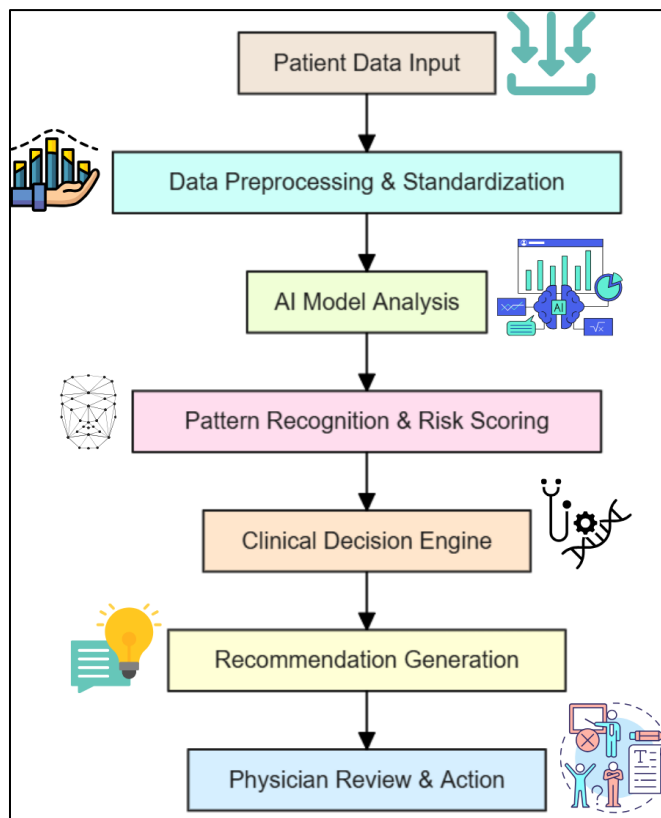 Patient Data Input
Data Preprocessing & Standardization
AI Model Analysis
AI
√x
Pattern Recognition & Risk Scoring
Clinical Decision Engine
Recommendation Generation
T
?
Physician Review & Action